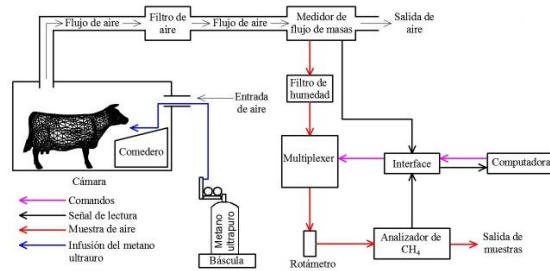 Flujo de aire
Filtro
de aire
Flujo de aire
Medidor de
flujo de masas
Salida de
aire
Entrada
de aire
Filtro de
humedad
Comedero
Multiplexer
Interface
Computadora
Cámara
Comandos
Señal de lectura
Muestra de aire
Infusión del metano
ultrauro
Metano
ultrapuro
Báscula
Rotámetro
Analizador de
CH4
Salida de
muestras